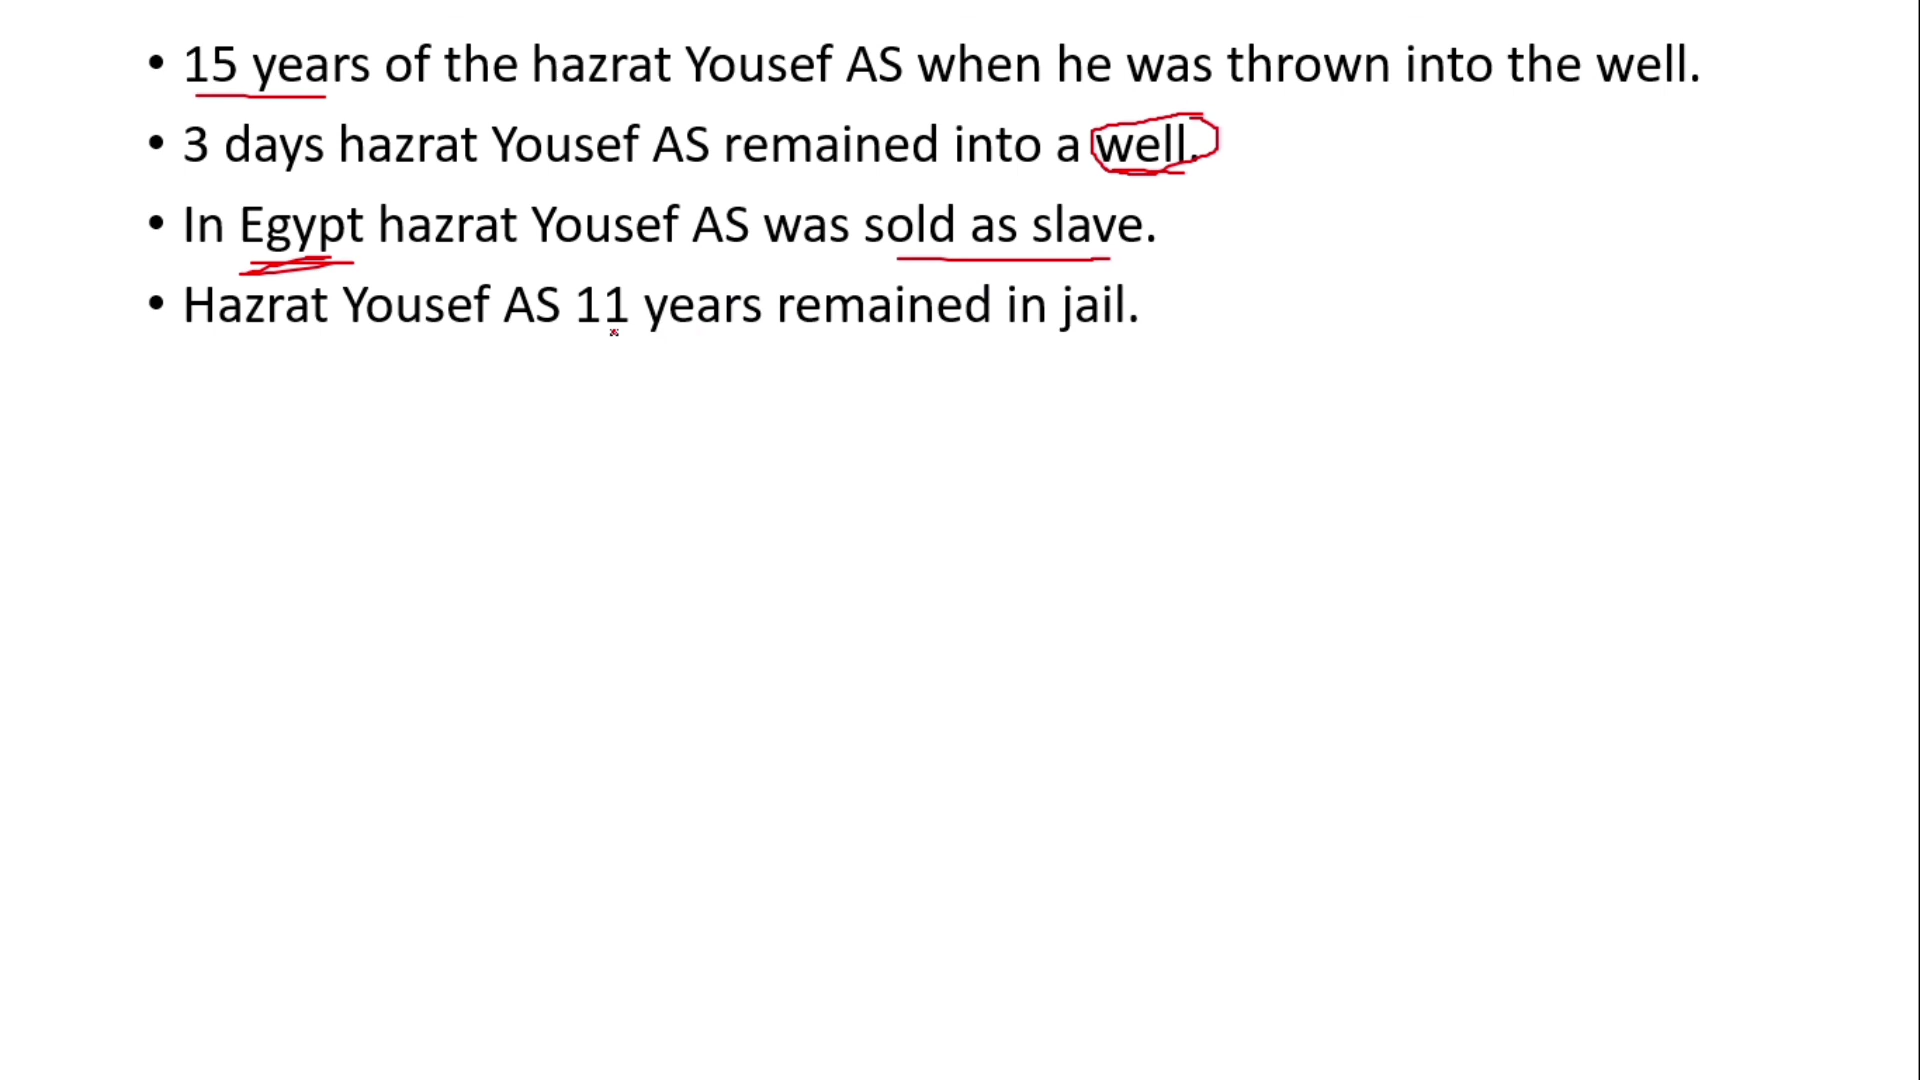 • 15 years of the hazrat Yousef AS when he was thrown into the well.
• 3 days hazrat Yousef AS remained into a well.
• In Egypt hazrat Yousef AS was sold as slave.
• Hazrat Yousef AS 11 years remained in jail.